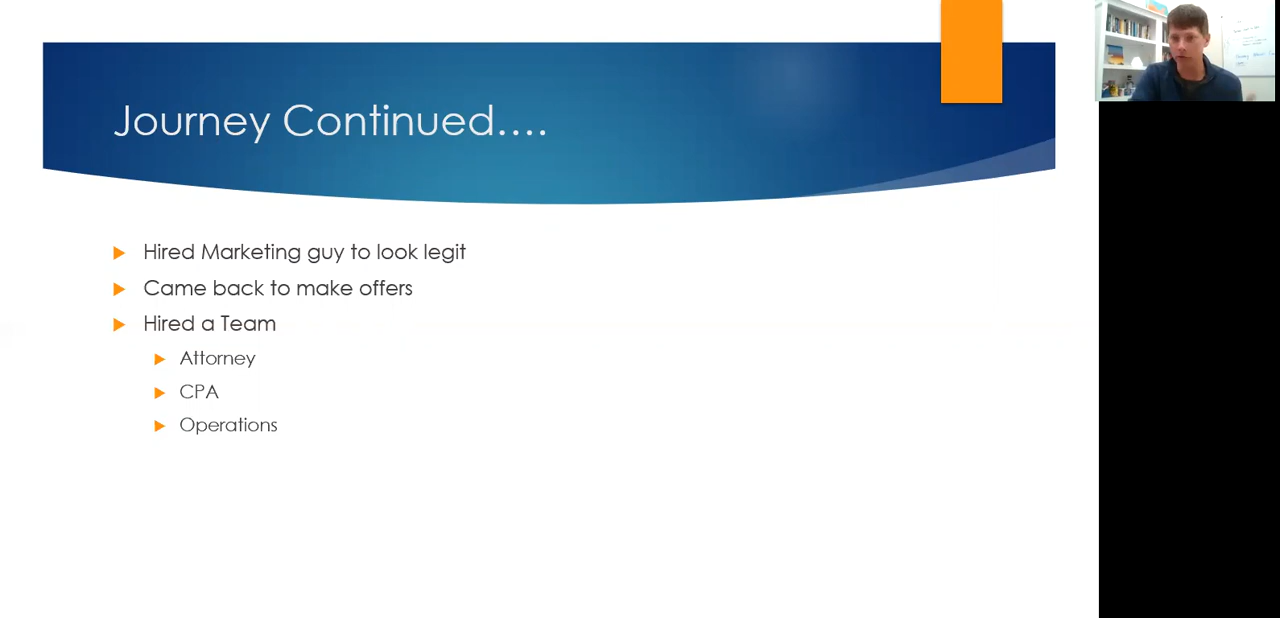 Journey Continued....
Hired Marketing guy to look legit
Came back to make offers
Hired a Team
Attorney
CPA
Operations